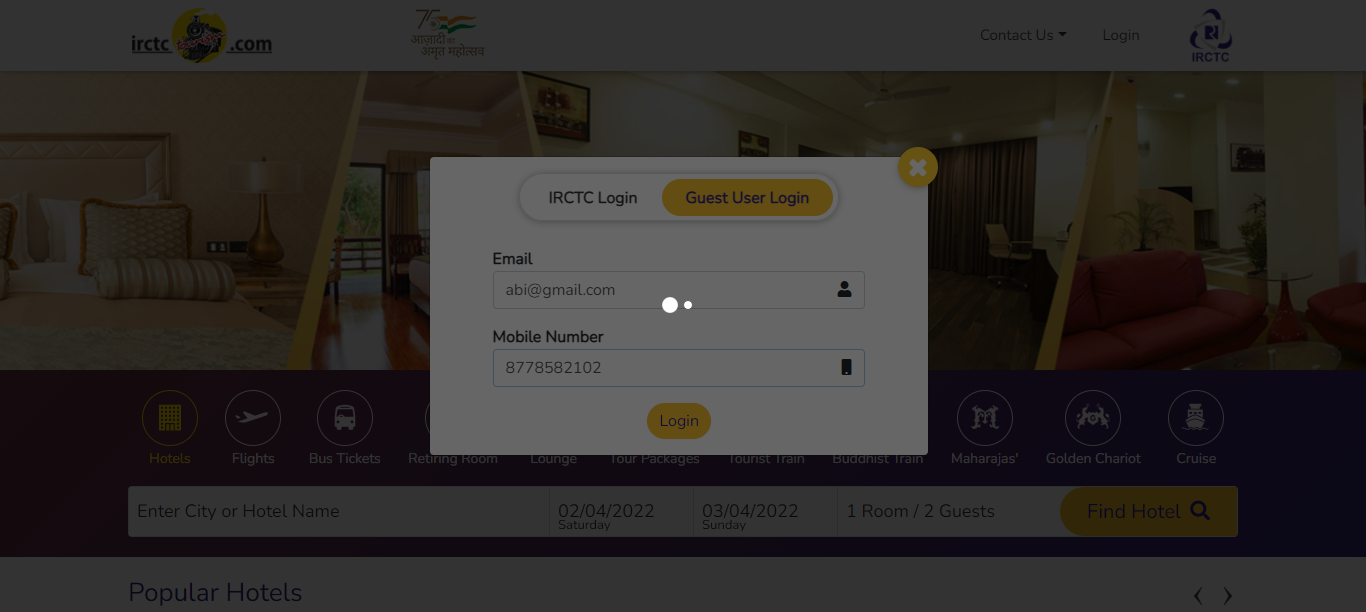 irctc tourism .com
75
आज़ादी का
अमृत महोत्सव
Contact Us
Login
IRCTC
IRCTC Login
Guest User Login
Email
abi@gmail.com
Mobile Number
8778582102
Login
Hotels
Flights
Bus Tickets
Retiring Room
Lounge
Tour Packages
Tourist Train
Buddhist Train
Maharajas'
Golden Chariot
Cruise
Enter City or Hotel Name
02/04/2022
Saturday
03/04/2022
Sunday
1 Room / 2 Guests
Find Hotel
Popular Hotels